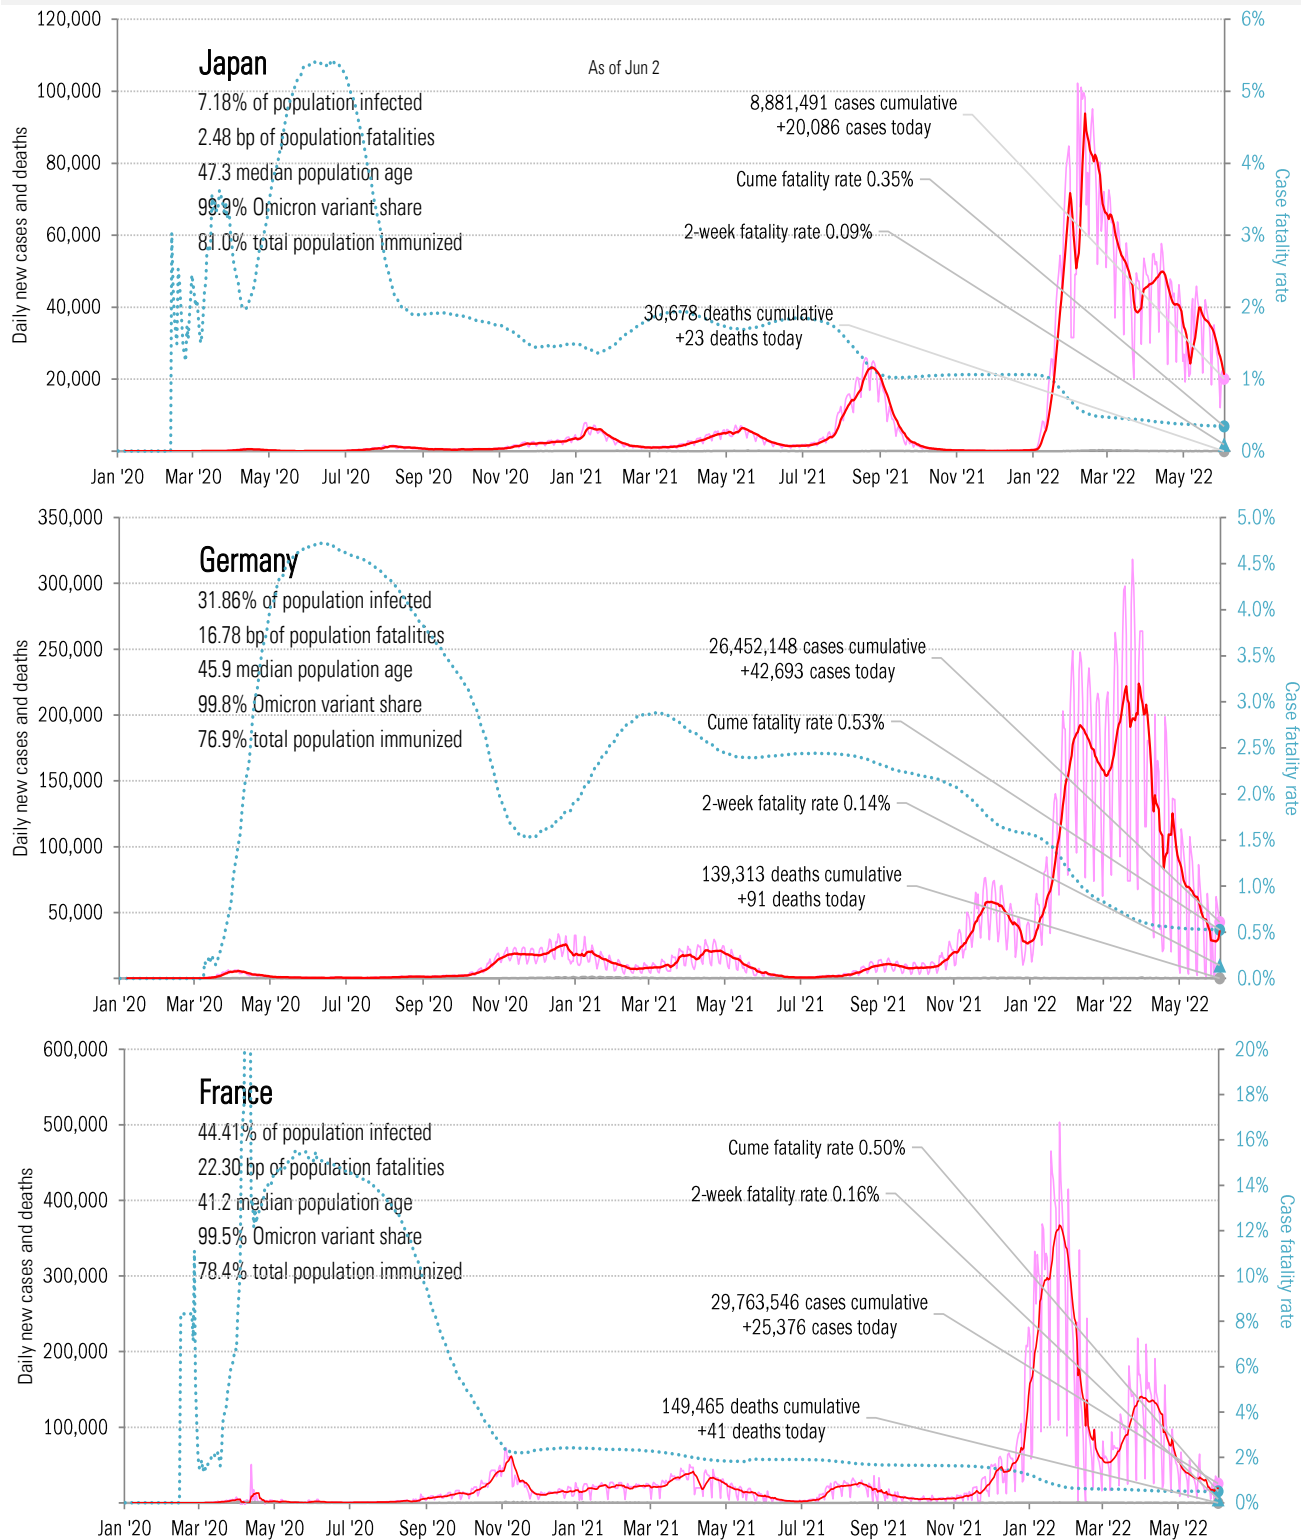 120,000
100,000
80,000
60,000
40,000
20,000
Daily new cases and deaths
Japan
7.18% of population infected
2.48 bp of population fatalities
47.3 median population age
99.9% Omicron variant share
81.0% total population immunized
As of Jun 2
8,881,491 cases cumulative
+20,086 cases today
Cume fatality rate 0.35%
2-week fatality rate 0.09%
30,678 deaths cumulative
+23 deaths today
6%
5%
4%
3%
2%
1%
0%
Case fatality rate
Jan '20 Mar '20 May '20 Jul '20 Sep '20 Nov '20 Jan '21 Mar '21 May '21 Jul '21 Sep '21 Nov '21 Jan '22 Mar '22 May '22
350,000
300,000
250,000
200,000
150,000
100,000
50,000
Daily new cases and deaths
Germany
31.86% of population infected
16.78 bp of population fatalities
45.9 median population age
99.8% Omicron variant share
76.9% total population immunized
26,452,148 cases cumulative
+42,693 cases today
Cume fatality rate 0.53%
2-week fatality rate 0.14%
139,313 deaths cumulative
+91 deaths today
5.0%
4.5%
4.0%
3.5%
3.0%
2.5%
2.0%
1.5%
1.0%
0.5%
0.0%
Case fatality rate
Jan '20 Mar '20 May '20 Jul '20 Sep '20 Nov '20 Jan '21 Mar '21 May '21 Jul '21 Sep '21 Nov '21 Jan '22 Mar '22 May '22
600,000
500,000
400,000
300,000
200,000
100,000
Daily new cases and deaths
France
44.41% of population infected
22.30 bp of population fatalities
41.2 median population age
99.5% Omicron variant share
78.4% total population immunized
Cume fatality rate 0.50%
2-week fatality rate 0.16%
29,763,546 cases cumulative
+25,376 cases today
149,465 deaths cumulative
+41 deaths today
20%
18%
16%
14%
12%
10%
8%
6%
4%
2%
0%
Case fatality rate
Jan '20 Mar '20 May '20 Jul '20 Sep '20 Nov '20 Jan '21 Mar '21 May '21 Jul '21 Sep '21 Nov '21 Jan '22 Mar '22 May '22